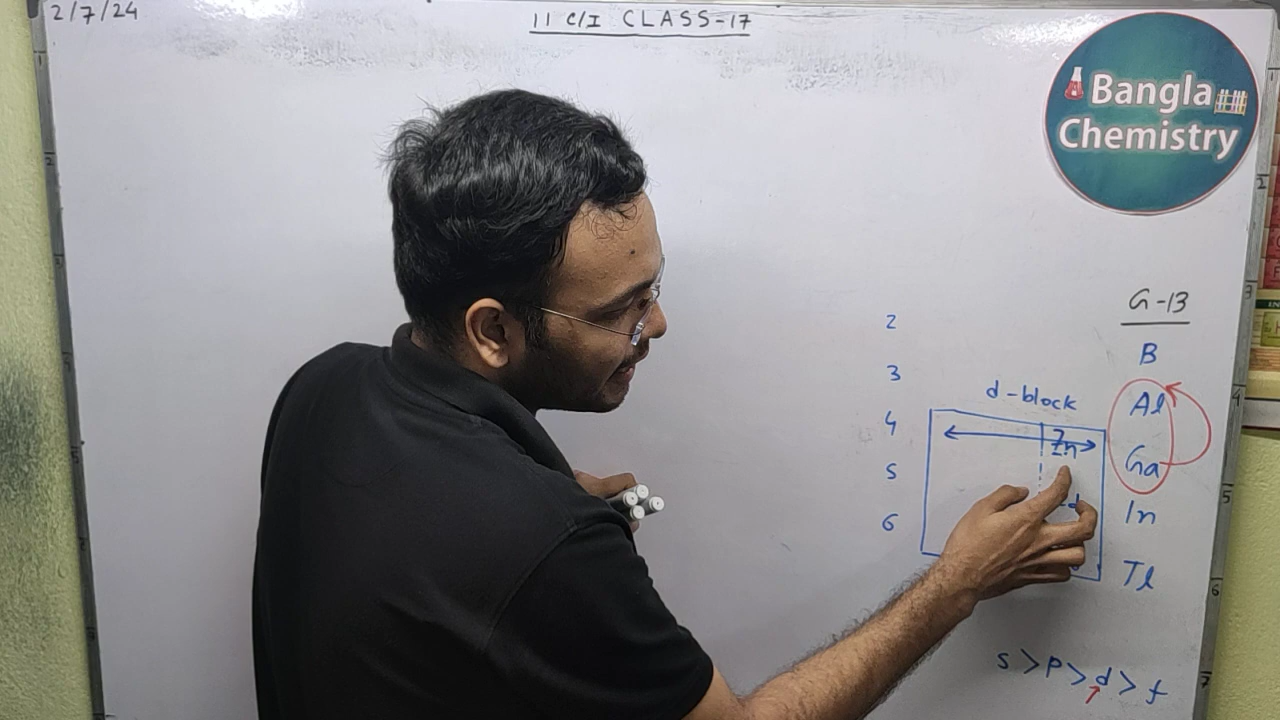 2/7/24
11 C/I CLASS-17
Bangla
Chemistry
G-13
2
B
3
d-block
Al
4
Zn
Ga
5
In
6
Tl
s > p > d > f